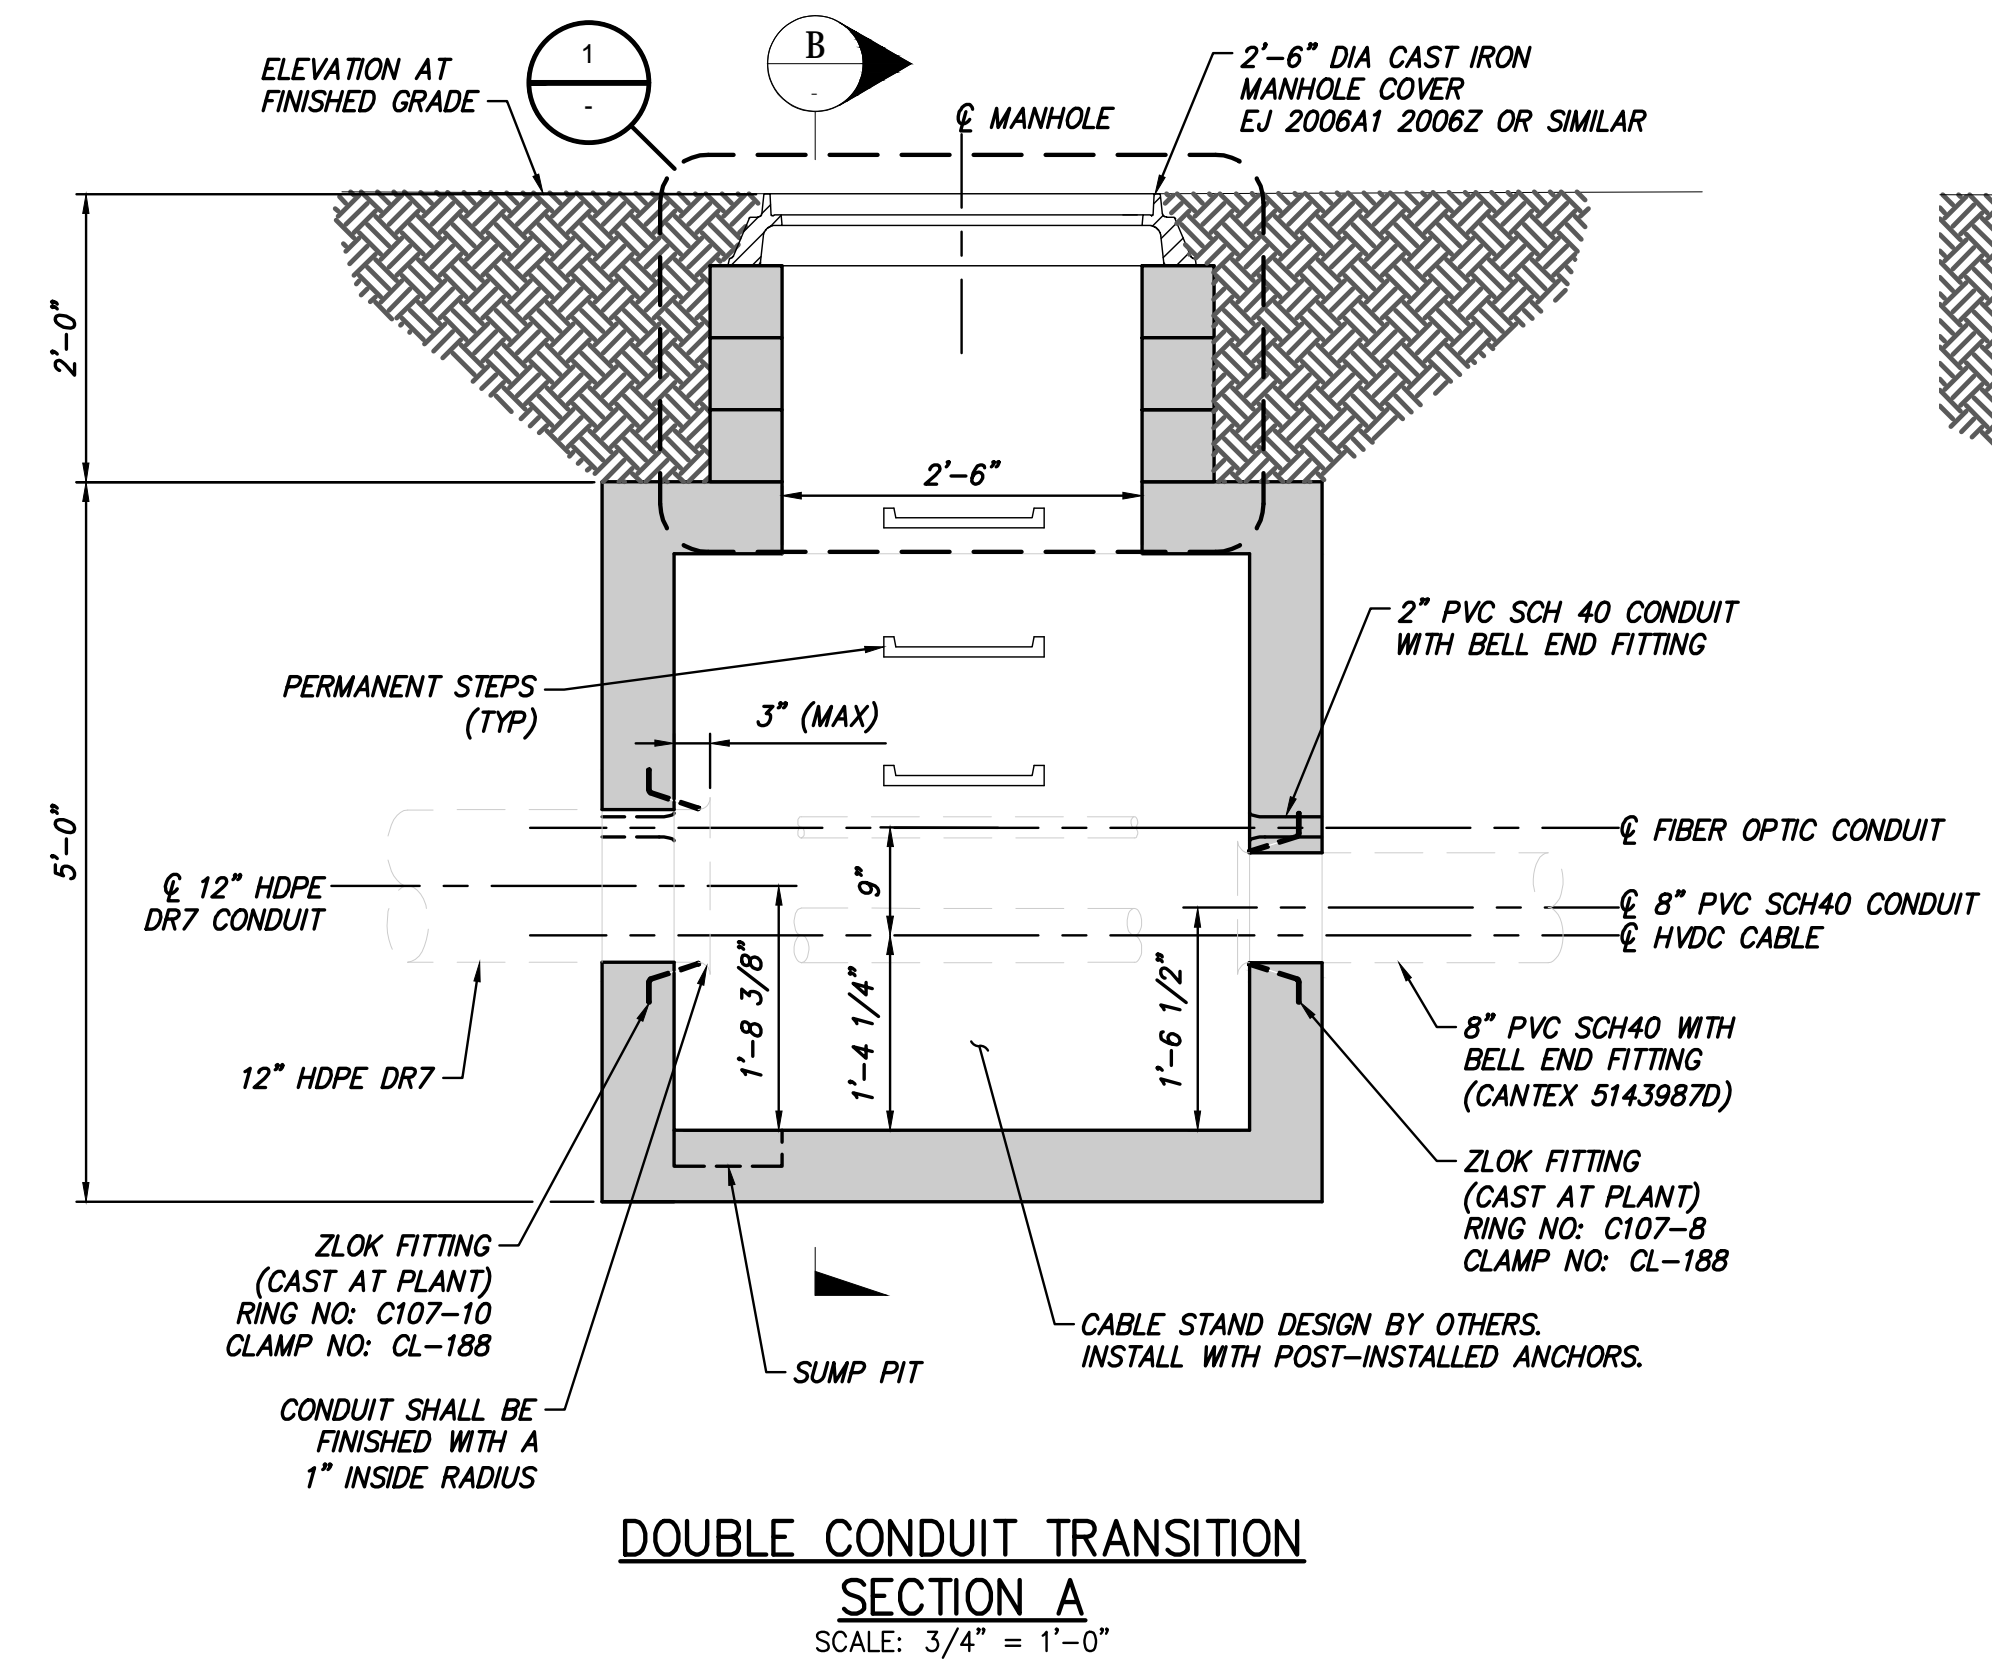 ELEVATION AT
FINISHED GRADE
1
-
B
-
℄ MANHOLE
2'-6" DIA CAST IRON
MANHOLE COVER
EJ 2006A1 2006Z OR SIMILAR
2'-0"
2'-6"
2" PVC SCH 40 CONDUIT
WITH BELL END FITTING
PERMANENT STEPS
(TYP)
3" (MAX)
5'-0"
℄ FIBER OPTIC CONDUIT
℄ 12" HDPE
DR7 CONDUIT
9"
℄ 8" PVC SCH40 CONDUIT
℄ HVDC CABLE
1'-8 3/8"
1'-4 1/4"
1'-6 1/2"
12" HDPE DR7
8" PVC SCH40 WITH
BELL END FITTING
(CANTEX 5143987D)
ZLOK FITTING
(CAST AT PLANT)
RING NO: C107-8
CLAMP NO: CL-188
ZLOK FITTING
(CAST AT PLANT)
RING NO: C107-10
CLAMP NO: CL-188
CABLE STAND DESIGN BY OTHERS.
INSTALL WITH POST-INSTALLED ANCHORS.
SUMP PIT
CONDUIT SHALL BE
FINISHED WITH A
1" INSIDE RADIUS
DOUBLE CONDUIT TRANSITION
SECTION A
SCALE: 3/4" = 1'-0"